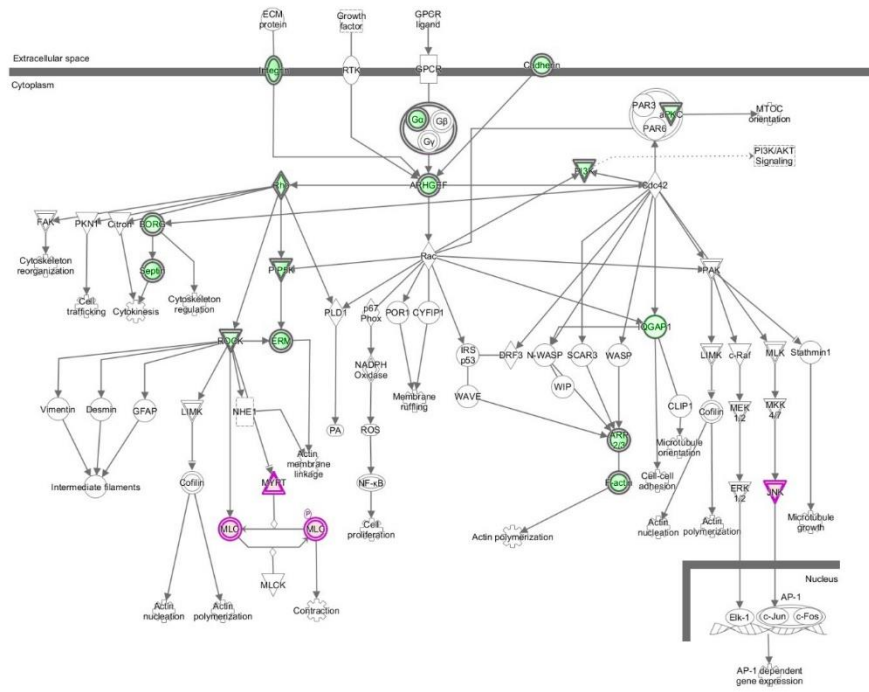 ECM
protein
Growth
factor
GPCR
ligand
Extracellular space
Cytoplasm
Integrin
RTK
GPCR
Cadherin
Gα
Gβ
Gγ
PAR3
aPKC
PAR6
MTOC
orientation
PI3K/AKT
Signaling
Rho
ARHGEF
PI3K
Cdc42
FAK
PKN1
Citron
BORG
Cytoskeleton
reorganization
Septin
PIP5K
Rac
PAK
Cell
trafficking
Cytokinesis
Cytoskeleton
regulation
PLD1
p67
Phox
POR1
CYFIP1
IQGAP1
ROCK
ERM
IRS
p53
DRF3
N-WASP
SCAR3
WASP
LIMK
c-Raf
MLK
Stathmin1
NADPH
Oxidase
Membrane
ruffling
WAVE
WIP
CLIP1
Cofilin
MEK
1/2
MKK
4/7
Vimentin
Desmin
GFAP
LIMK
NHE1
PA
ROS
ARP
2/3
Microtubule
orientation
Actin
membrane
linkage
Intermediate filaments
Cofilin
MYPT
NF-κB
F-actin
Cell-cell
adhesion
ERK
1/2
JNK
P
MLC
MLC
Cell
proliferation
Actin polymerization
Actin
nucleation
Actin
polymerization
Microtubule
growth
MLCK
Actin
nucleation
Actin
polymerization
Contraction
Nucleus
AP-1
Elk-1
c-Jun
c-Fos
AP-1 dependent
gene expression